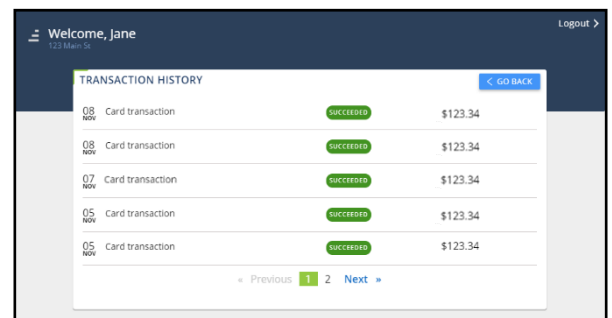 Logout >
Welcome, Jane
123 Main St
TRANSACTION HISTORY
< GO BACK
08 NOV Card transaction SUCCEEDED $123.34
08 NOV Card transaction SUCCEEDED $123.34
07 NOV Card transaction SUCCEEDED $123.34
05 NOV Card transaction SUCCEEDED $123.34
05 NOV Card transaction SUCCEEDED $123.34
« Previous 1 2 Next »